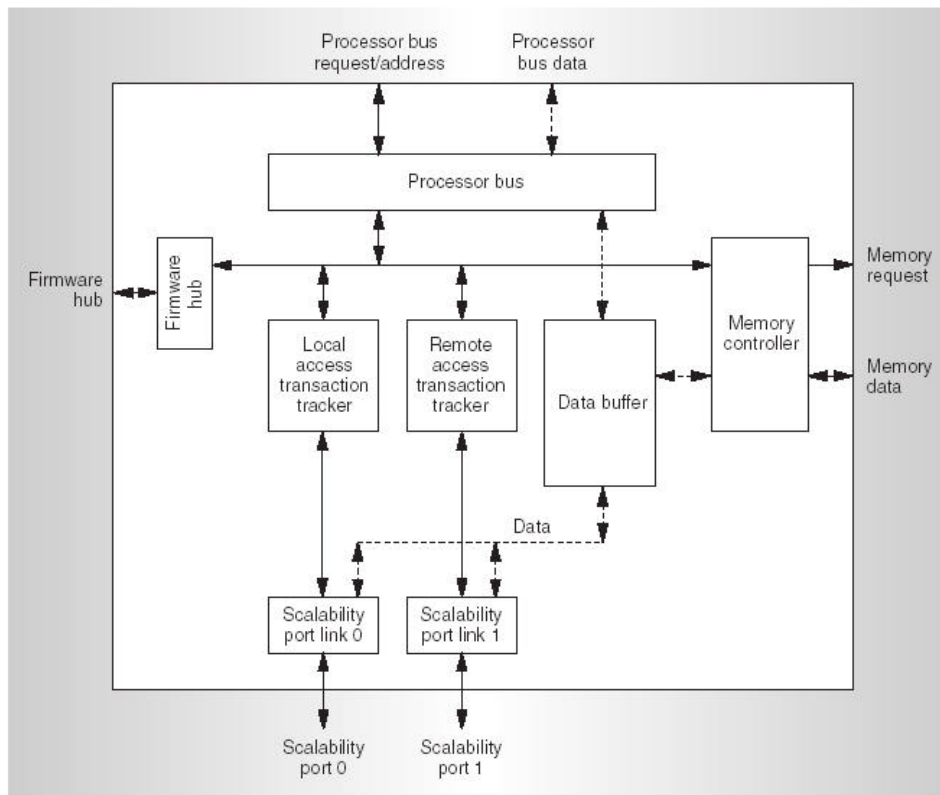 Processor bus
request/address
Processor
bus data
Processor bus
Firmware
hub
Firmware
hub
Memory
request
Memory
controller
Local
access
transaction
tracker
Remote
access
transaction
tracker
Data buffer
Memory
data
Data
Scalability
port link 0
Scalability
port link 1
Scalability
port 0
Scalability
port 1